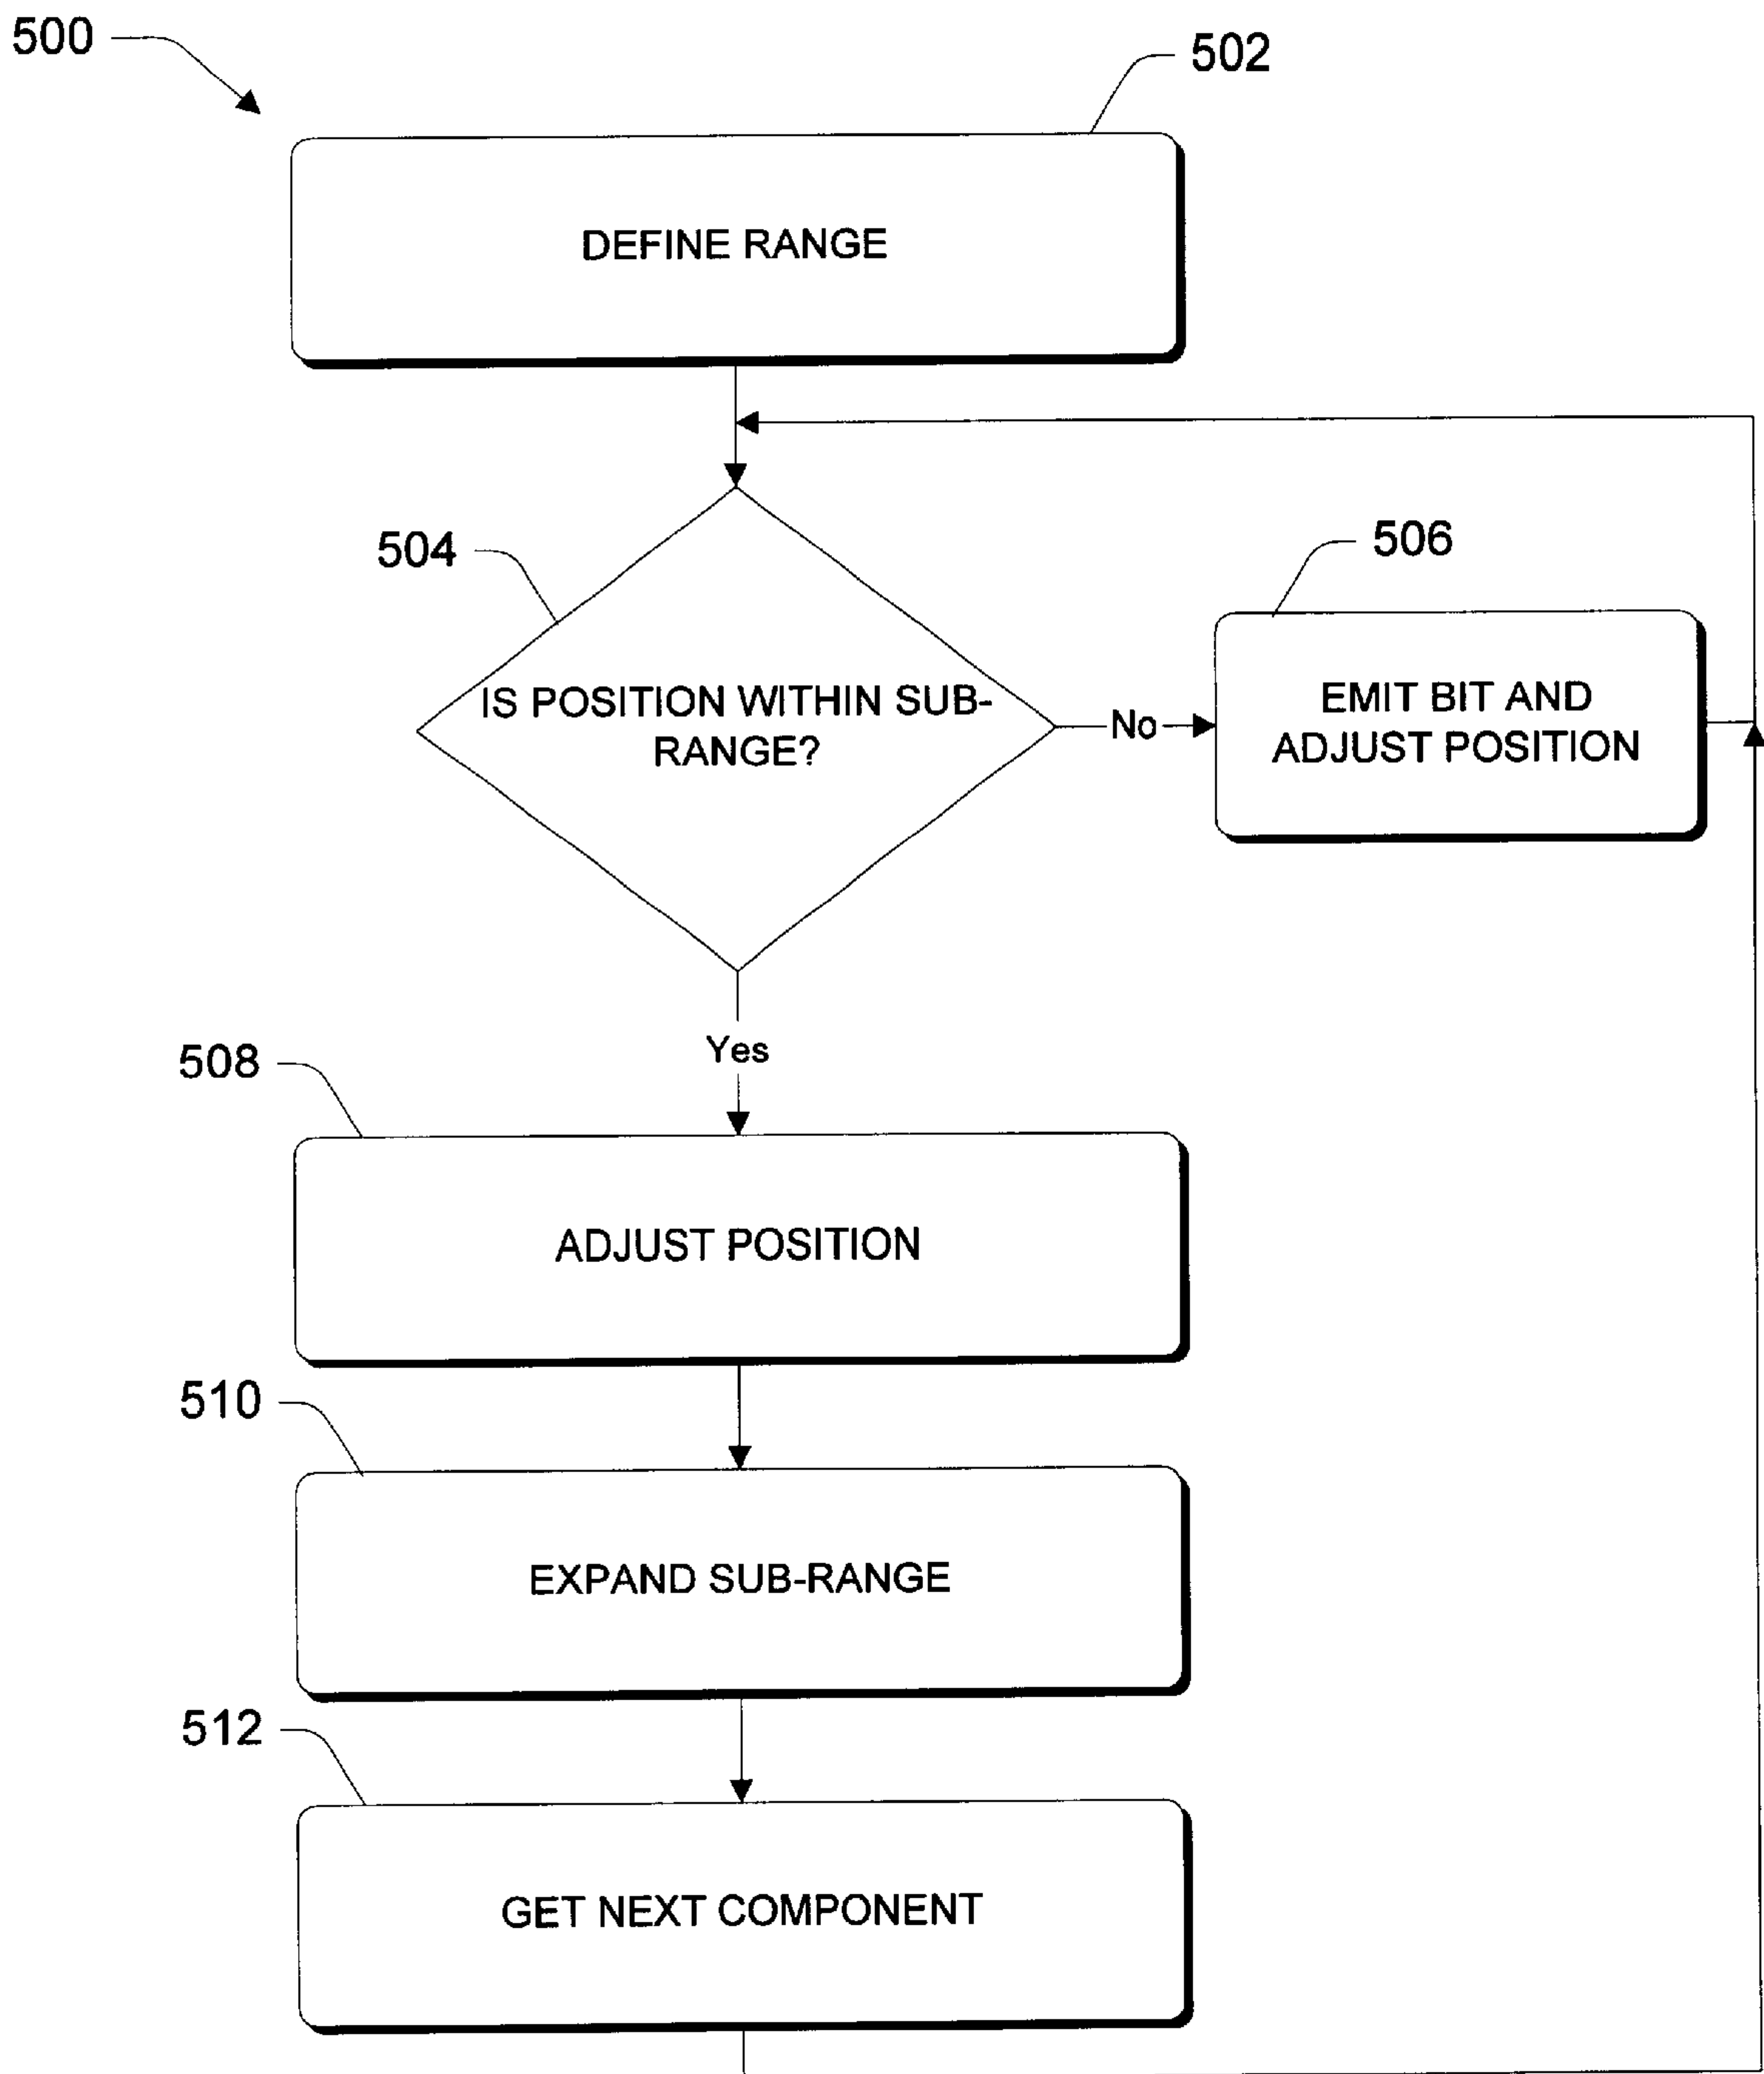 500
502
DEFINE RANGE
504
506
IS POSITION WITHIN SUB-
RANGE?
No
EMIT BIT AND
ADJUST POSITION
Yes
508
ADJUST POSITION
510
EXPAND SUB-RANGE
512
GET NEXT COMPONENT